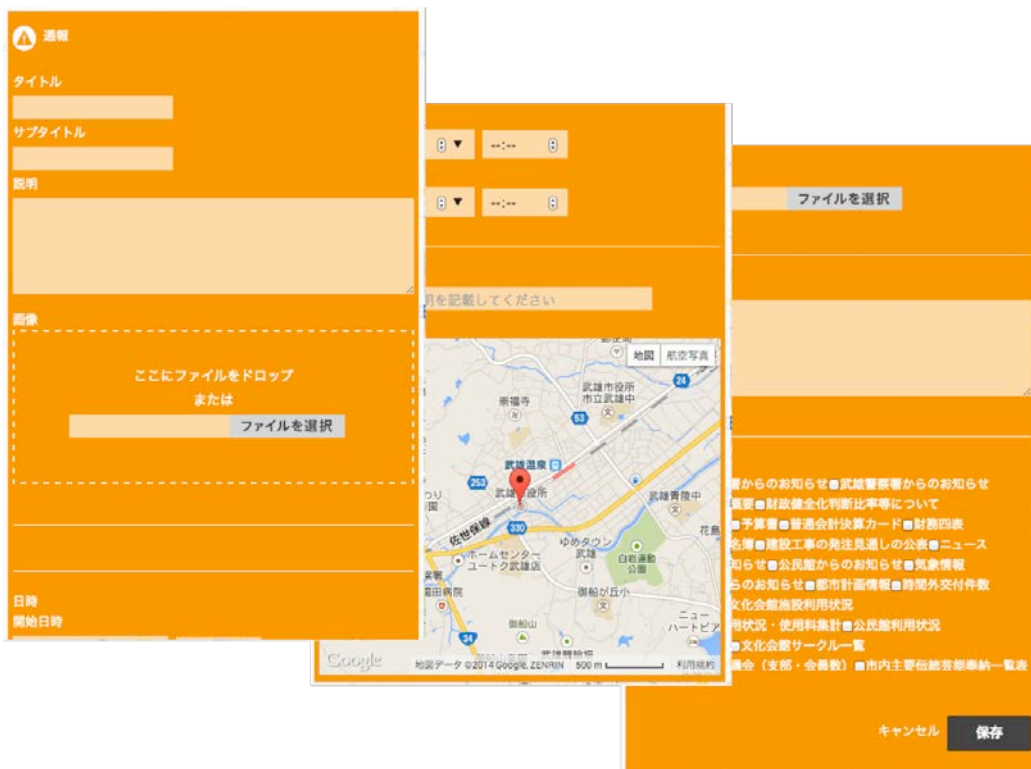 通報
タイトル
サブタイトル
説明
画像
ここにファイルをドロップ
または
ファイルを選択
日時
開始日時
▼ --:--
▼ --:--
明を記載してください
地図 航空写真
24
武雄市役所
市立武雄中
崇福寺
53
武雄温泉
253
武雄市役所
武雄青陵中
330
佐世保線
ゆめタウン
武雄
白岩運動
公園
花島
ホームセンター
ユートク武雄店
御船が丘小
ニュー
ハートピア
御船山
34
武雄競輪場
Google
地図データ ©2014 Google, ZENRIN 500 m 利用規約
ファイルを選択
署からのお知らせ 武雄警察署からのお知らせ
概要 財政健全化判断比率等について
予算書 普通会計決算カード 財務四表
名簿 建設工事の発注見通しの公表 ニュース
知らせ 公民館からのお知らせ 気象情報
らのお知らせ 都市計画情報 時間外交付件数
文化会館施設利用状況
用状況・使用料集計 公民館利用状況
文化会館サークル一覧
議会（支部・会員数） 市内主要伝統芸能奉納一覧表
キャンセル 保存